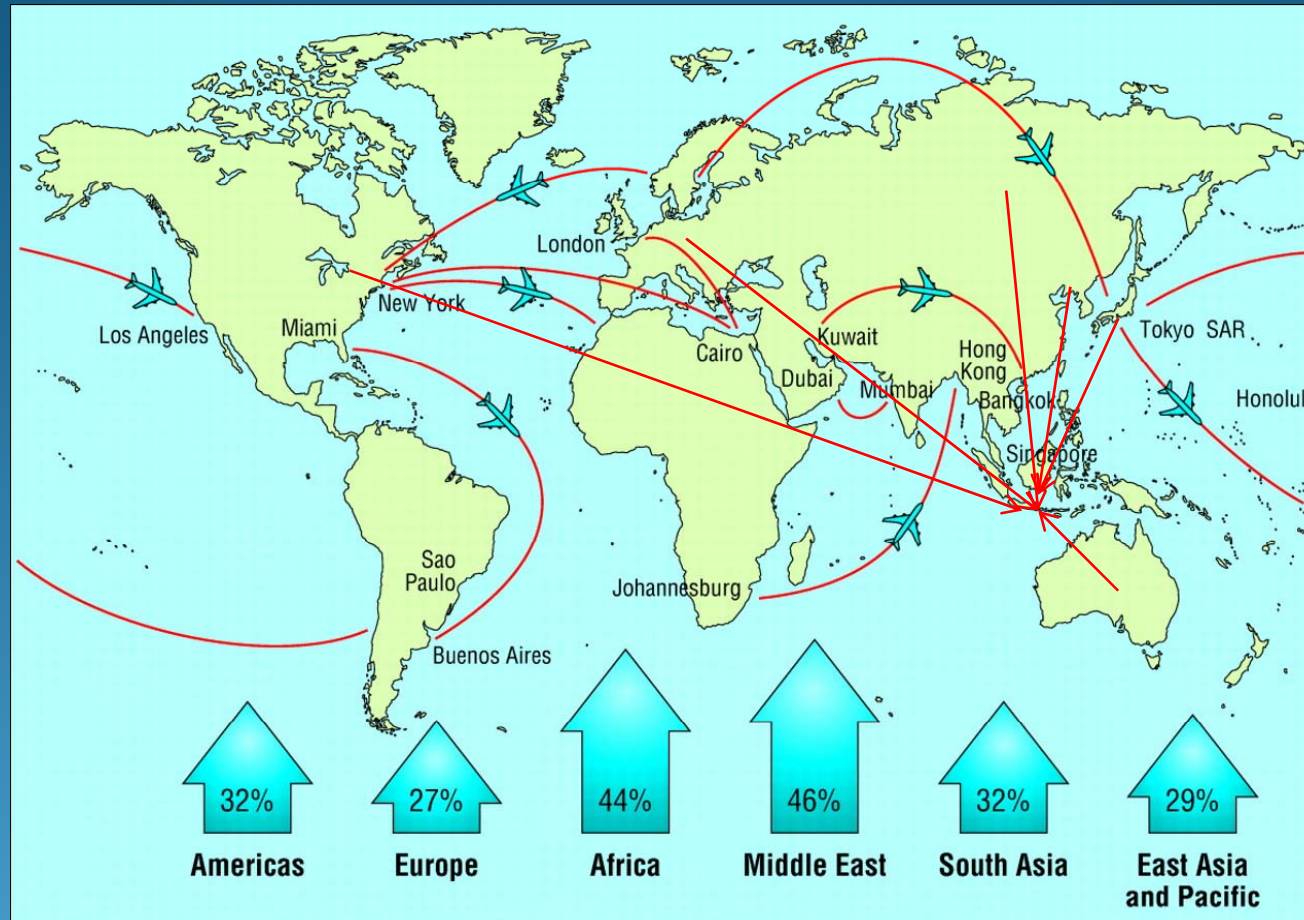 London
New York
Los Angeles
Miami
Cairo
Kuwait
Dubai
Mumbai
Hong
Kong
Bangkok
Singapore
Tokyo SAR
Honolul
Sao
Paulo
Johannesburg
Buenos Aires
32%
27%
44%
46%
32%
29%
Americas
Europe
Africa
Middle East
South Asia
East Asia
and Pacific